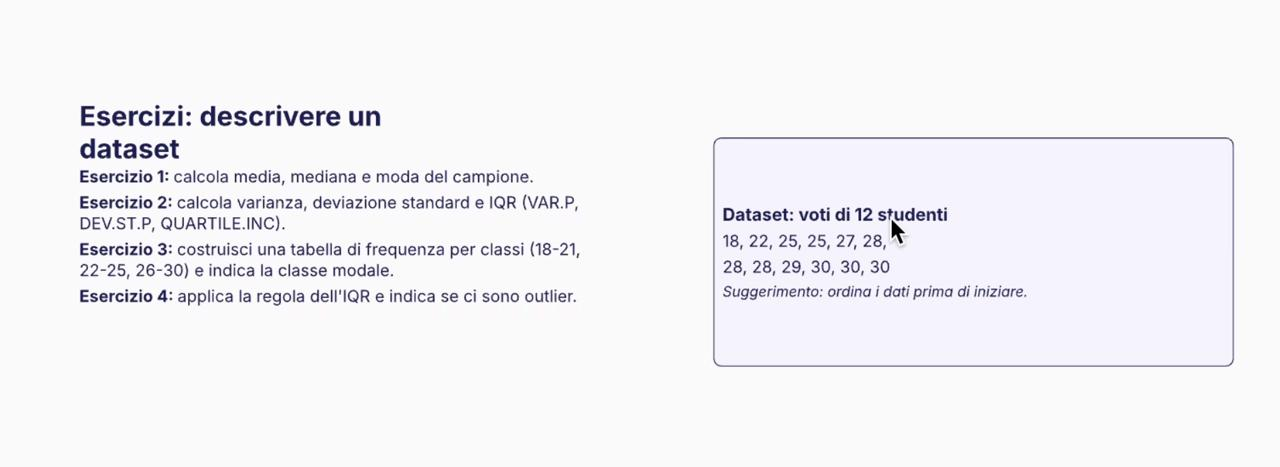 Esercizi: descrivere un
dataset
Esercizio 1: calcola media, mediana e moda del campione.
Esercizio 2: calcola varianza, deviazione standard e IQR (VAR.P,
DEV.ST.P, QUARTILE.INC).
Esercizio 3: costruisci una tabella di frequenza per classi (18-21,
22-25, 26-30) e indica la classe modale.
Esercizio 4: applica la regola dell'IQR e indica se ci sono outlier.
Dataset: voti di 12 studenti
18, 22, 25, 25, 27, 28,
28, 28, 29, 30, 30, 30
Suggerimento: ordina i dati prima di iniziare.